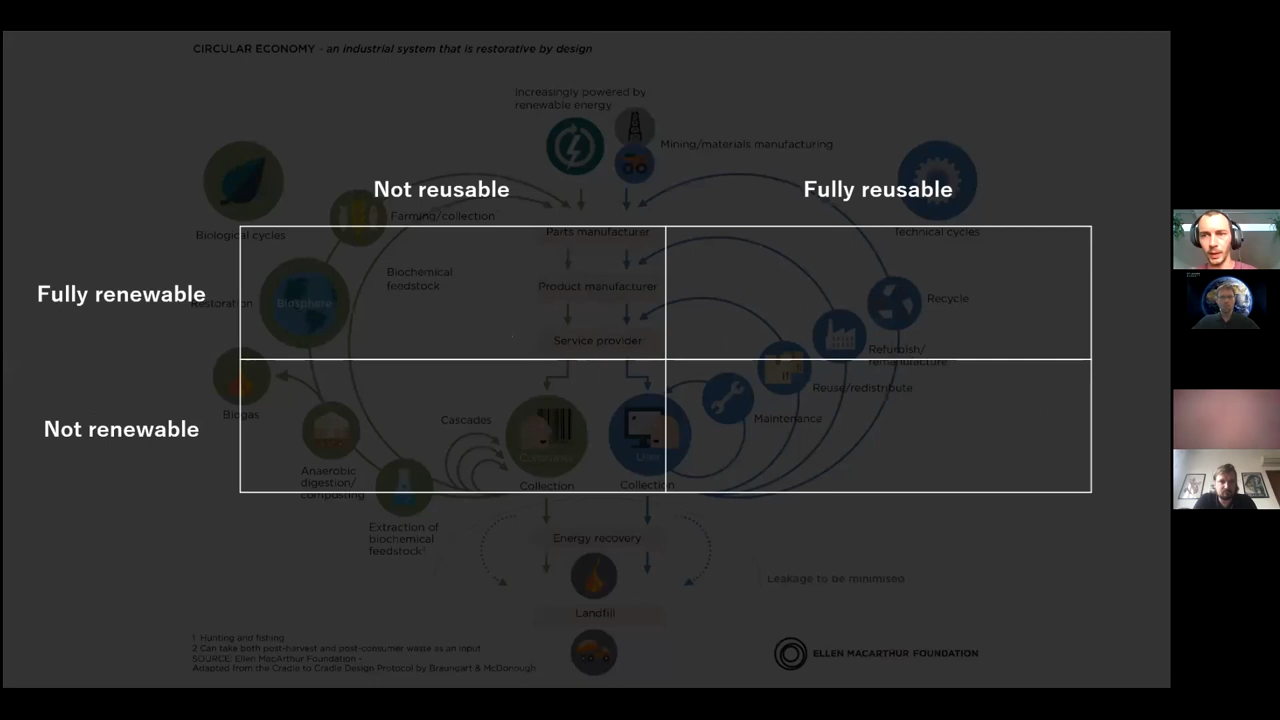 CIRCULAR ECONOMY - an industrial system that is restorative by design
Increasingly powered by
renewable energy
Mining/materials manufacturing
Not reusable
Fully reusable
Farming/collection
Biological cycles
Parts manufacturer
Technical cycles
Biochemical
feedstock
Product manufacturer
Fully renewable
Restoration
Biosphere
Recycle
Service provider
Refurbish/
remanufacture
Reuse/redistribute
Biogas
Cascades
Maintenance
Not renewable
Consumer
User
Anaerobic
digestion/
composting
Collection
Collection
Extraction of
biochemical
feedstock²
Energy recovery
Leakage to be minimised
Landfill
1 Hunting and fishing
2 Can take both post-harvest and post-consumer waste as an input
SOURCE: Ellen MacArthur Foundation -
Adapted from the Cradle to Cradle Design Protocol by Braungart & McDonough
ELLEN MACARTHUR FOUNDATION